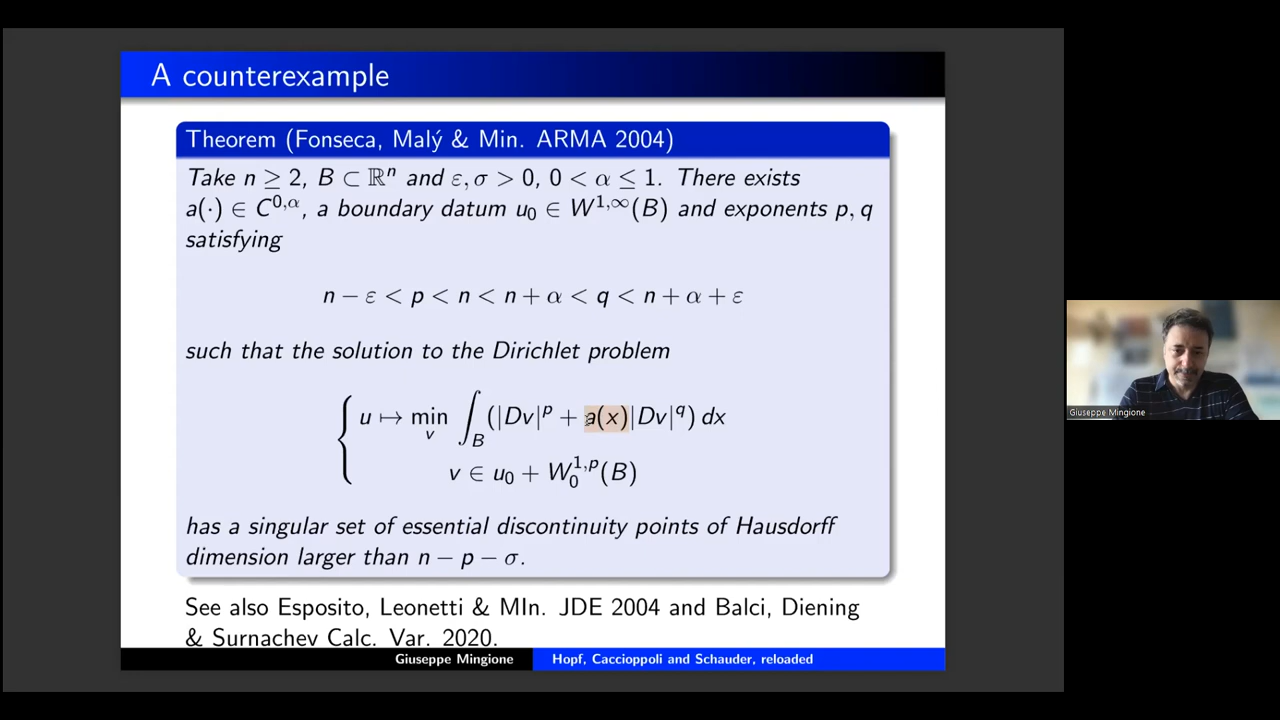 A counterexample
Theorem (Fonseca, Malý & Min. ARMA 2004)
Take n ≥ 2, B ⊂ ℝⁿ and ε, σ > 0, 0 < α ≤ 1. There exists
a(·) ∈ C^{0,α}, a boundary datum u₀ ∈ W^{1,∞}(B) and exponents p, q
satisfying
n − ε < p < n < n + α < q < n + α + ε
such that the solution to the Dirichlet problem
u ↦ min_v ∫_B (|Dv|^p + a(x)|Dv|^q) dx
v ∈ u₀ + W₀^{1,p}(B)
has a singular set of essential discontinuity points of Hausdorff
dimension larger than n − p − σ.
See also Esposito, Leonetti & MIn. JDE 2004 and Balci, Diening
& Surnachev Calc. Var. 2020.
Giuseppe Mingione Hopf, Caccioppoli and Schauder, reloaded
Giuseppe Mingione